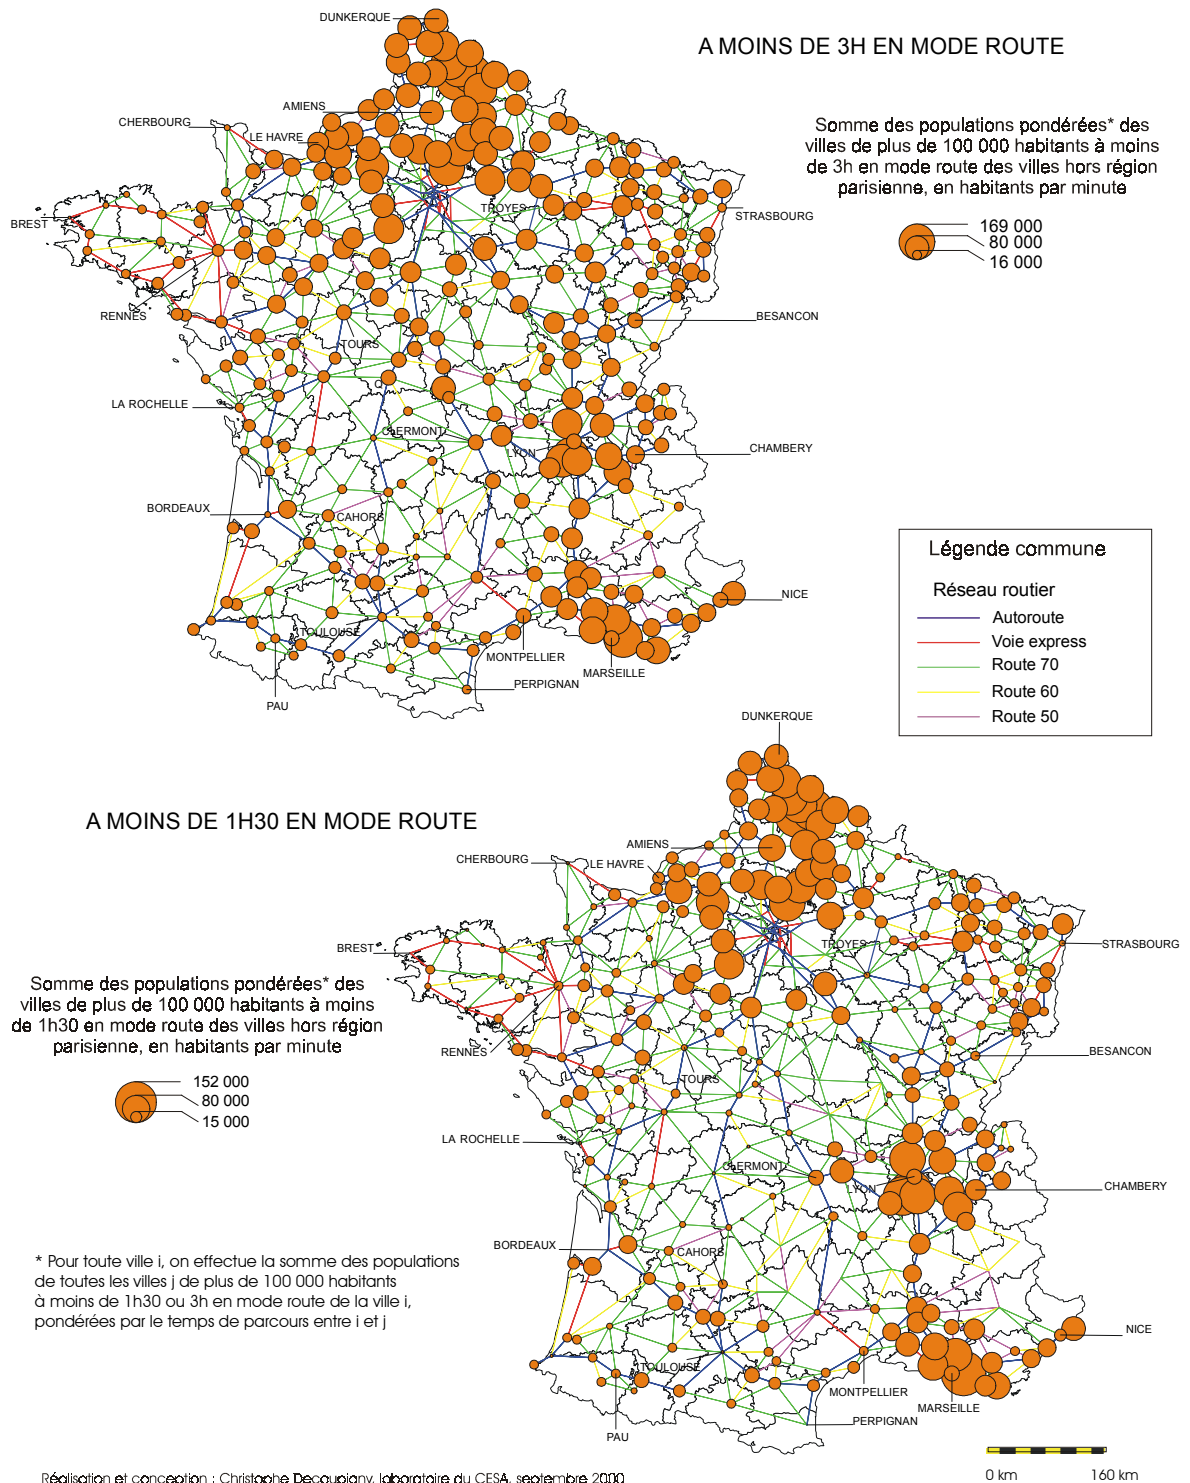 DUNKERQUE
A MOINS DE 3H EN MODE ROUTE
AMIENS
CHERBOURG
LE HAVRE
Somme des populations pondérées* des
villes de plus de 100 000 habitants à moins
de 3h en mode route des villes hors région
parisienne, en habitants par minute
TROYES
STRASBOURG
BREST
169 000
80 000
16 000
RENNES
BESANCON
TOURS
LA ROCHELLE
CLERMONT
LYON
CHAMBERY
BORDEAUX
CAHORS
Légende commune
Réseau routier
Autoroute
Voie express
Route 70
Route 60
Route 50
NICE
TOULOUSE
MONTPELLIER
MARSEILLE
PERPIGNAN
PAU
DUNKERQUE
A MOINS DE 1H30 EN MODE ROUTE
AMIENS
CHERBOURG
LE HAVRE
BREST
TROYES
STRASBOURG
Somme des populations pondérées* des
villes de plus de 100 000 habitants à moins
de 1h30 en mode route des villes hors région
parisienne, en habitants par minute
RENNES
BESANCON
152 000
80 000
15 000
TOURS
LA ROCHELLE
CLERMONT
LYON
CHAMBERY
BORDEAUX
CAHORS
* Pour toute ville i, on effectue la somme des populations
de toutes les villes j de plus de 100 000 habitants
à moins de 1h30 ou 3h en mode route de la ville i,
pondérées par le temps de parcours entre i et j
NICE
TOULOUSE
MONTPELLIER
MARSEILLE
PERPIGNAN
PAU
0 km 160 km
Réalisation et conception : Christophe Decoupigny, laboratoire du CESA, septembre 2000